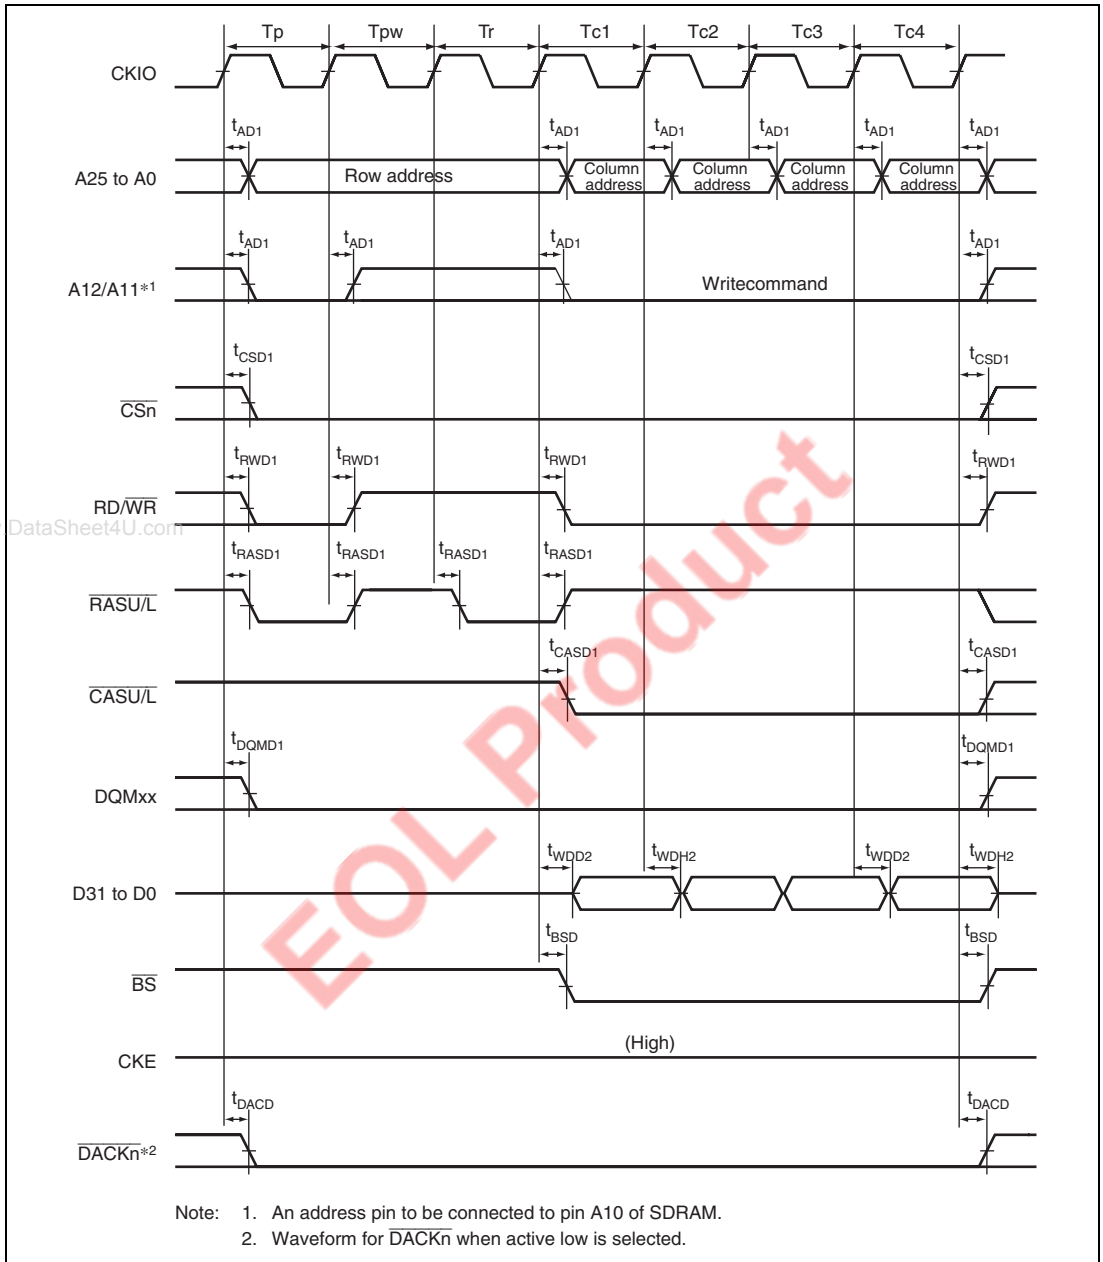 Tp Tpw Tr Tc1 Tc2 Tc3 Tc4
CKIO
tAD1 tAD1 tAD1 tAD1 tAD1 tAD1
A25 to A0
Row address
Column address
Column address
Column address
Column address
tAD1 tAD1 tAD1 tAD1
A12/A11*1
Writecommand
tCSD1 tCSD1
CSn
tRWD1 tRWD1 tRWD1 tRWD1
RD/WR
.DataSheet4U.com
tRASD1 tRASD1 tRASD1 tRASD1
RASU/L
tCASD1 tCASD1
CASU/L
tDQMD1 tDQMD1
DQMxx
tWDD2 tWDH2 tWDD2 tWDH2
D31 to D0
tBSD tBSD
BS
(High)
CKE
tDACD tDACD
DACKn*2
EOL Product
Note: 1. An address pin to be connected to pin A10 of SDRAM.
2. Waveform for DACKn when active low is selected.